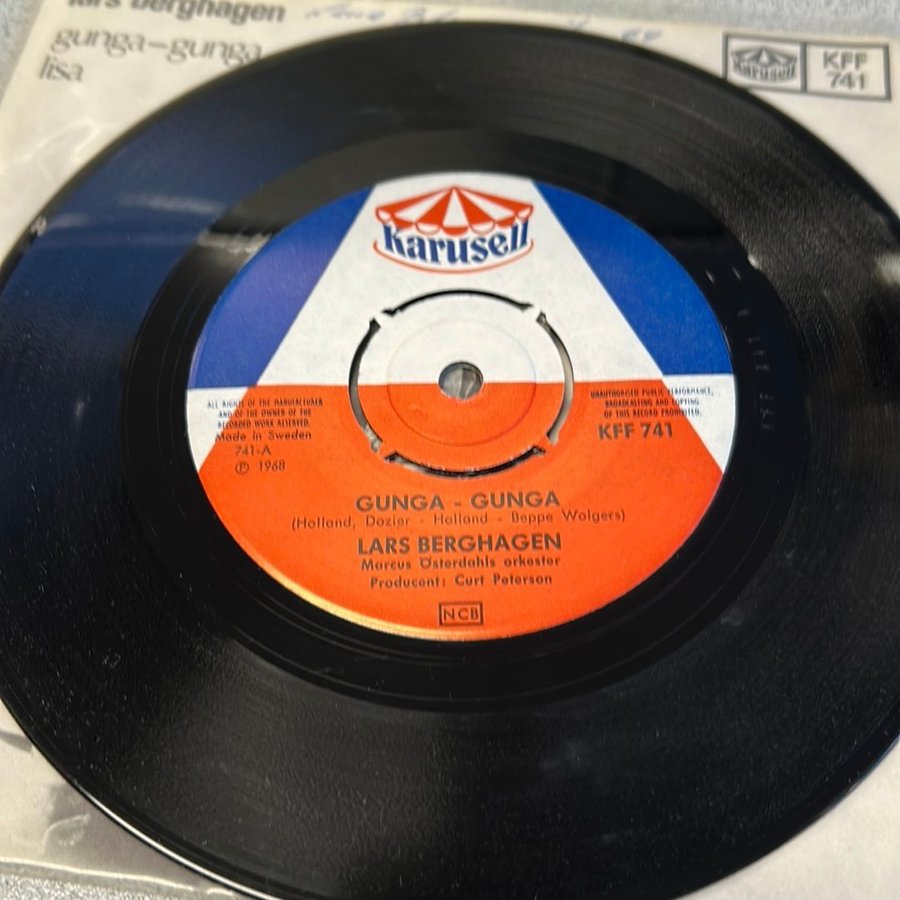 lars berghagen
gunga-gunga
lisa
Karusell
KFF
741
Karusell
ALL RIGHTS OF THE MANUFACTURER
AND OF THE OWNER OF THE
RECORDED WORK RESERVED.
Made in Sweden
741-A
℗ 1968
UNAUTHORISED PUBLIC PERFORMANCE,
BROADCASTING AND COPYING
OF THIS RECORD PROHIBITED.
KFF 741
GUNGA - GUNGA
(Holland, Dozier - Holland - Beppe Wolgers)
LARS BERGHAGEN
Marcus Österdahls orkester
Producent: Curt Peterson
NCB